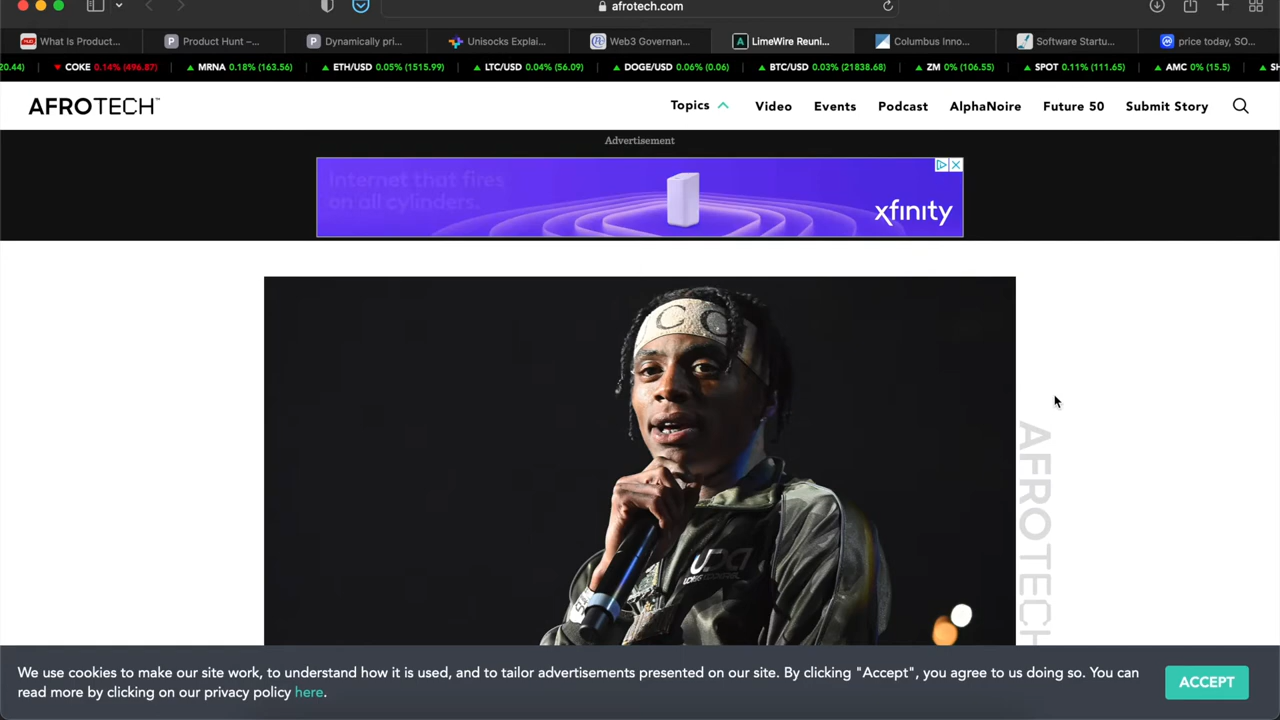 afrotech.com
What Is Product...
Product Hunt –...
Dynamically pri...
Unisocks Explai...
Web3 Governan...
LimeWire Reuni...
Columbus Inno...
Software Startu...
price today, SO...
20.44) COKE 0.14% (496.87) MRNA 0.18% (163.56) ETH/USD 0.05% (1515.99) LTC/USD 0.04% (56.09) DOGE/USD 0.06% (0.06) BTC/USD 0.03% (21838.68) ZM 0% (106.55) SPOT 0.11% (111.65) AMC 0% (15.5)
AFROTECH™
Topics Video Events Podcast AlphaNoire Future 50 Submit Story
Advertisement
Internet that fires
on all cylinders.
xfinity
AFROTECH
We use cookies to make our site work, to understand how it is used, and to tailor advertisements presented on our site. By clicking "Accept", you agree to us doing so. You can
read more by clicking on our privacy policy here.
ACCEPT